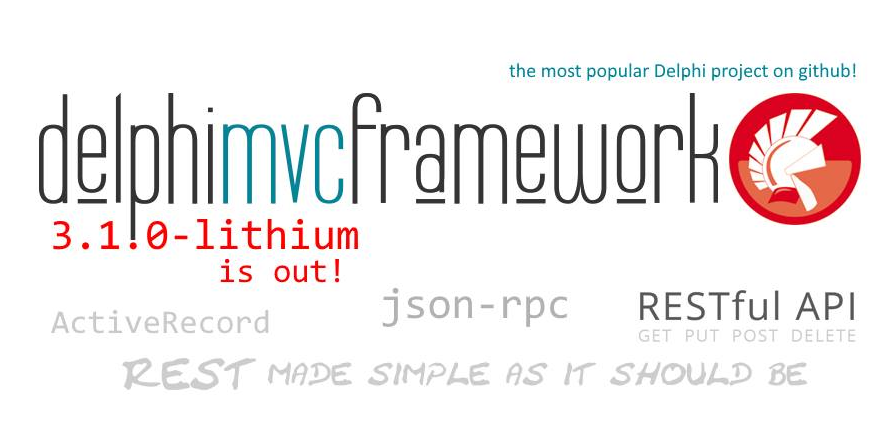 the most popular Delphi project on github!
delphimvcframework
3.1.0-lithium
is out!
json-rpc
RESTful API
ActiveRecord
GET PUT POST DELETE
REST MADE SIMPLE AS IT SHOULD BE